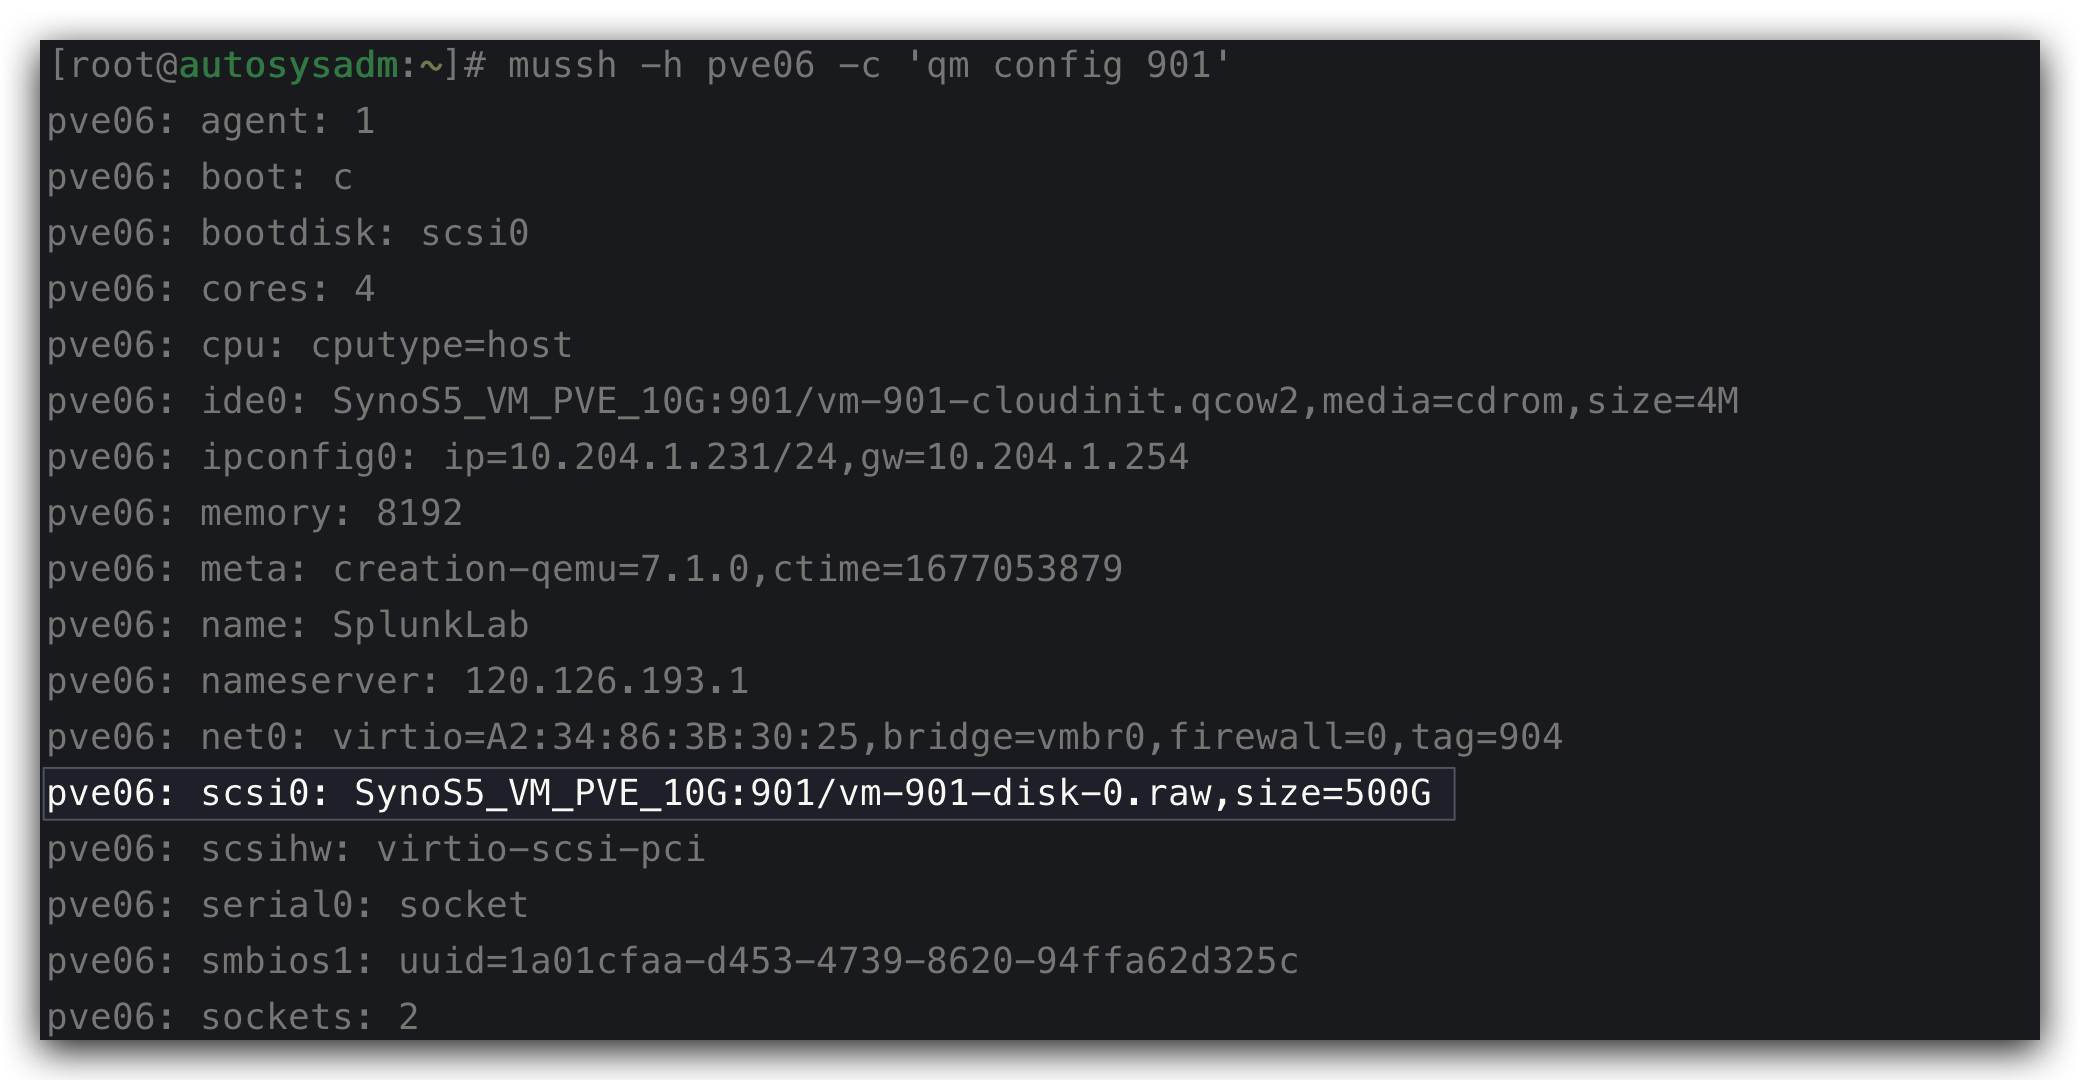 [root@autosysadm:~]# mussh -h pve06 -c 'qm config 901'
pve06: agent: 1
pve06: boot: c
pve06: bootdisk: scsi0
pve06: cores: 4
pve06: cpu: cputype=host
pve06: ide0: SynoS5_VM_PVE_10G:901/vm-901-cloudinit.qcow2,media=cdrom,size=4M
pve06: ipconfig0: ip=10.204.1.231/24,gw=10.204.1.254
pve06: memory: 8192
pve06: meta: creation-qemu=7.1.0,ctime=1677053879
pve06: name: SplunkLab
pve06: nameserver: 120.126.193.1
pve06: net0: virtio=A2:34:86:3B:30:25,bridge=vmbr0,firewall=0,tag=904
pve06: scsi0: SynoS5_VM_PVE_10G:901/vm-901-disk-0.raw,size=500G
pve06: scsihw: virtio-scsi-pci
pve06: serial0: socket
pve06: smbios1: uuid=1a01cfaa-d453-4739-8620-94ffa62d325c
pve06: sockets: 2